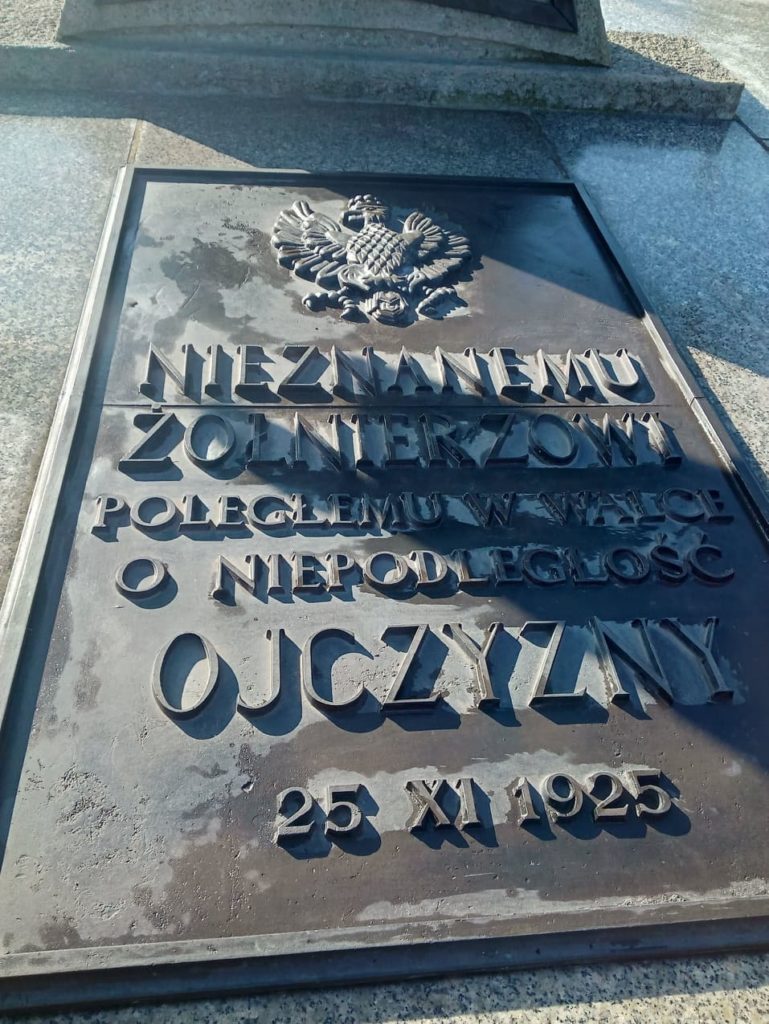 NIEZNANEMU
ŻOŁNIERZOWI
POLEGŁEMU W WALCE
O NIEPODLEGŁOŚĆ
OJCZYZNY
25 XI 1925